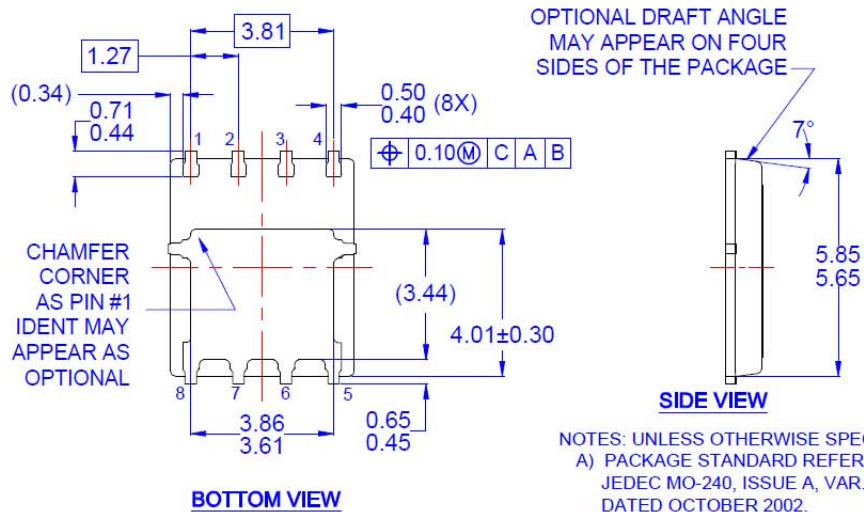 OPTIONAL DRAFT ANGLE
MAY APPEAR ON FOUR
SIDES OF THE PACKAGE
3.81
1.27
(0.34)
0.71
0.44
0.50
0.40 (8X)
1 2 3 4
⌖ 0.10Ⓜ C A B
7°
CHAMFER
CORNER
AS PIN #1
IDENT MAY
APPEAR AS
OPTIONAL
(3.44)
4.01±0.30
5.85
5.65
8 7 6 5
3.86
3.61
0.65
0.45
SIDE VIEW
BOTTOM VIEW
NOTES: UNLESS OTHERWISE
A) PACKAGE STANDARD
JEDEC MO-240, ISSUE A, VAR.
DATED OCTOBER 2002.